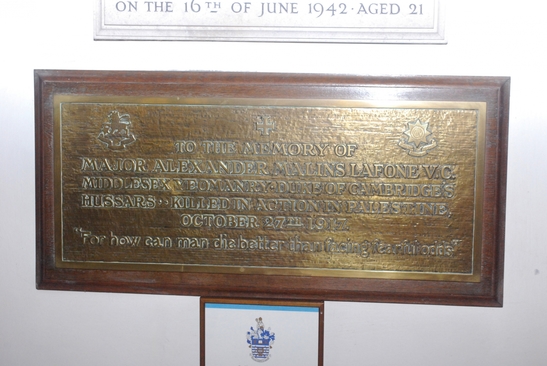 ON THE 16TH OF JUNE 1942 · AGED 21
TO THE MEMORY OF
MAJOR ALEXANDER MALINS LAFONE V.C.
MIDDLESEX YEOMANRY · DUKE OF CAMBRIDGE'S
HUSSARS · · KILLED IN ACTION IN PALESTINE,
OCTOBER 27TH 1917.
"For how can man die better than facing fearful odds"